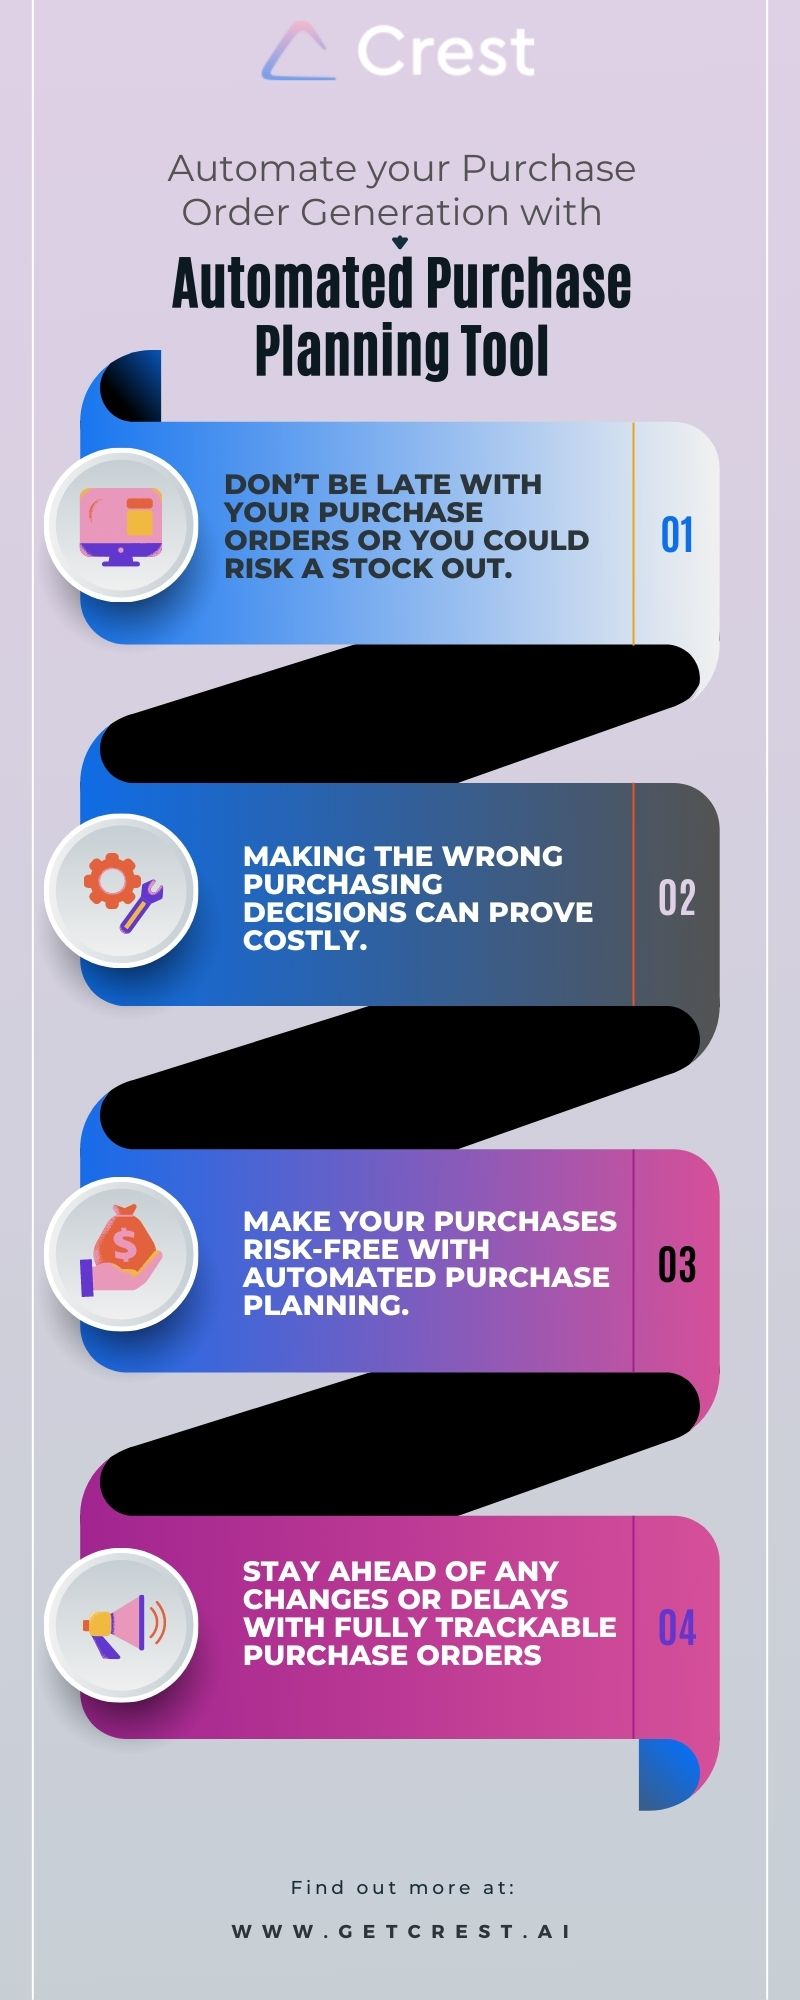 Crest
Automate your Purchase
Order Generation with
Automated Purchase
Planning Tool
DON’T BE LATE WITH
YOUR PURCHASE
ORDERS OR YOU COULD
RISK A STOCK OUT.
01
MAKING THE WRONG
PURCHASING
DECISIONS CAN PROVE
COSTLY.
02
$
MAKE YOUR PURCHASES
RISK-FREE WITH
AUTOMATED PURCHASE
PLANNING.
03
STAY AHEAD OF ANY
CHANGES OR DELAYS
WITH FULLY TRACKABLE
PURCHASE ORDERS
04
Find out more at:
WWW.GETCREST.AI